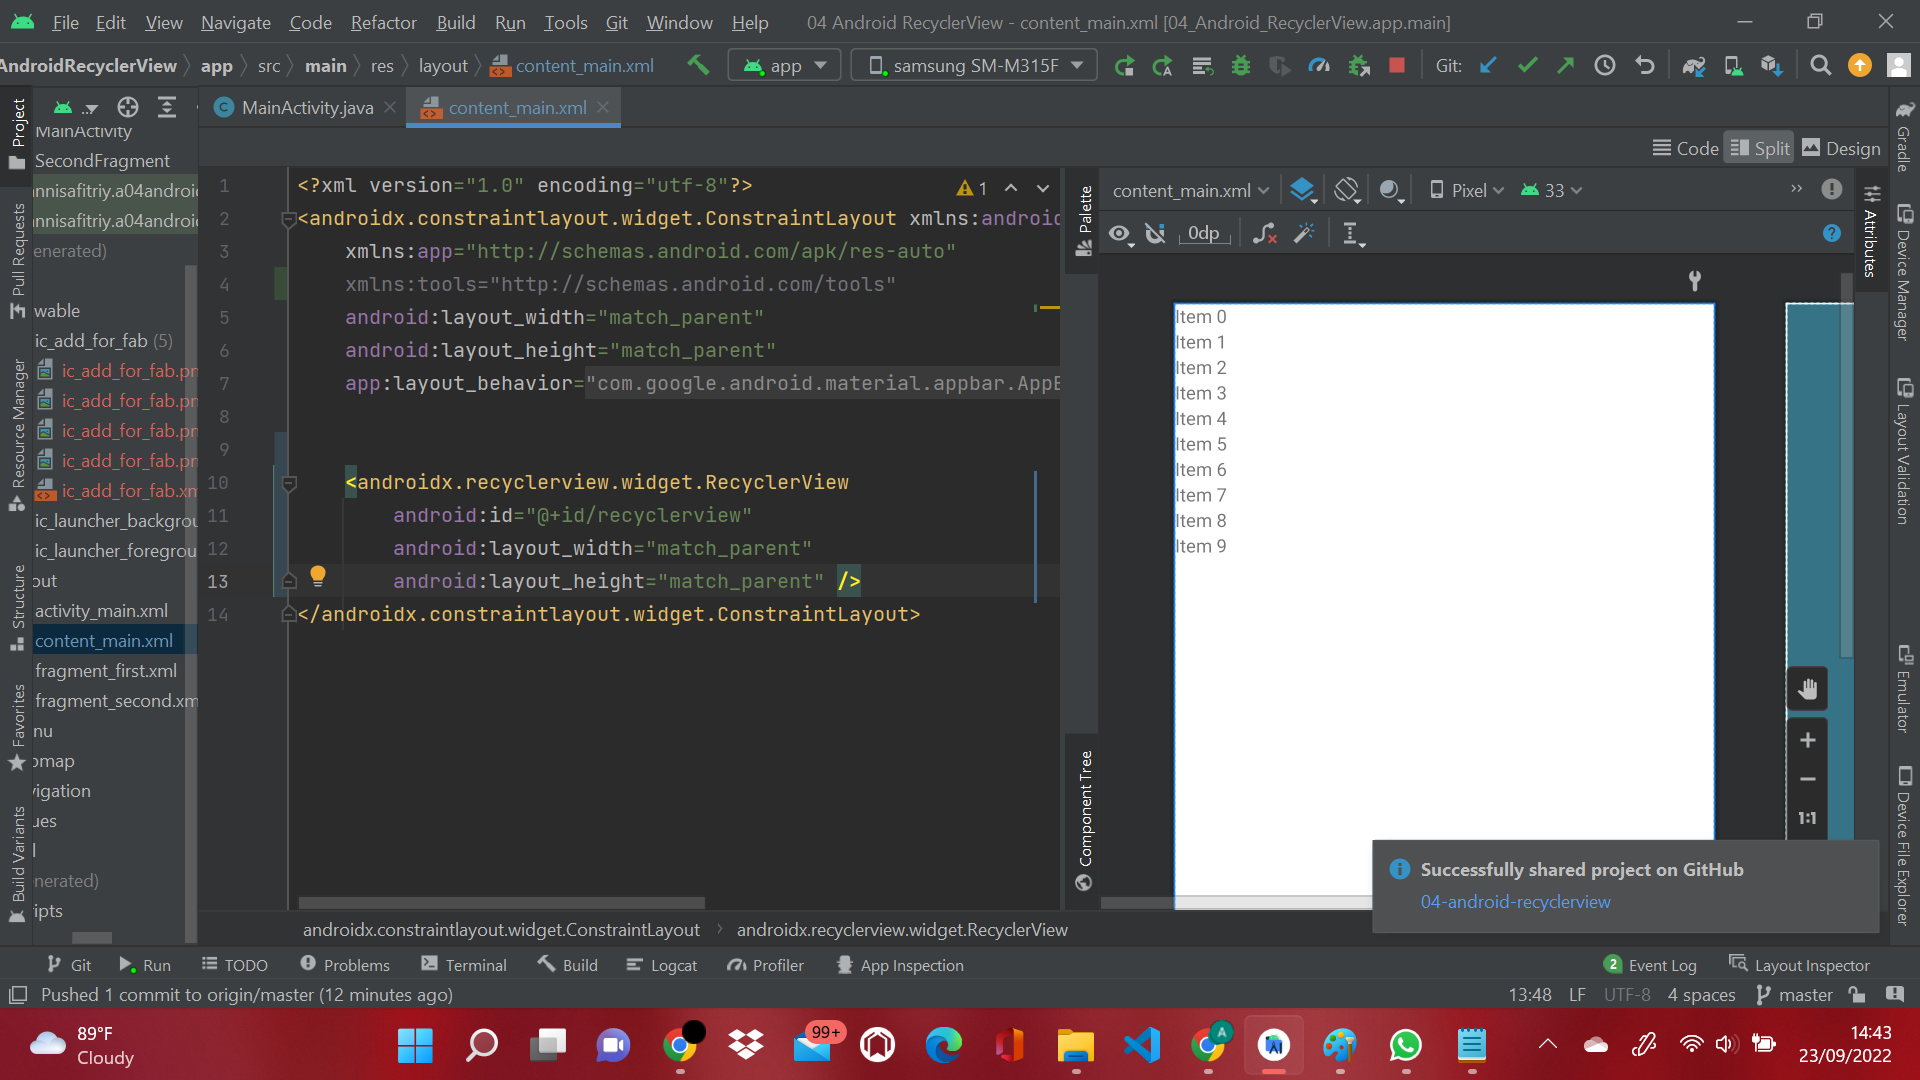 File Edit View Navigate Code Refactor Build Run Tools Git Window Help 04 Android RecyclerView - content_main.xml [04_Android_RecyclerView.app.main]
AndroidRecyclerView app src main res layout content_main.xml app samsung SM-M315F Git:
MainActivity.java content_main.xml
Code Split Design
Project
Pull Requests
Resource Manager
Structure
Favorites
Build Variants
MainActivity
SecondFragment
nnisafitriy.a04androi
nnisafitriy.a04androi
enerated)
wable
ic_add_for_fab (5)
ic_add_for_fab.pn
ic_add_for_fab.pn
ic_add_for_fab.pn
ic_add_for_fab.pn
ic_add_for_fab.xm
ic_launcher_backgrou
ic_launcher_foregrou
out
activity_main.xml
content_main.xml
fragment_first.xml
fragment_second.xm
nu
pmap
vigation
ues
l
nerated)
ripts
1 <?xml version="1.0" encoding="utf-8"?>
2 <androidx.constraintlayout.widget.ConstraintLayout xmlns:android
3 xmlns:app="http://schemas.android.com/apk/res-auto"
4 xmlns:tools="http://schemas.android.com/tools"
5 android:layout_width="match_parent"
6 android:layout_height="match_parent"
7 app:layout_behavior="com.google.android.material.appbar.AppB
8
9
10 <androidx.recyclerview.widget.RecyclerView
11 android:id="@+id/recyclerview"
12 android:layout_width="match_parent"
13 android:layout_height="match_parent" />
14 </androidx.constraintlayout.widget.ConstraintLayout>
1
Palette
Component Tree
content_main.xml Pixel 33
0dp
Item 0
Item 1
Item 2
Item 3
Item 4
Item 5
Item 6
Item 7
Item 8
Item 9
1:1
Attributes
Gradle
Device Manager
Layout Validation
Emulator
Device File Explorer
Successfully shared project on GitHub
04-android-recyclerview
androidx.constraintlayout.widget.ConstraintLayout androidx.recyclerview.widget.RecyclerView
Git Run TODO Problems Terminal Build Logcat Profiler App Inspection 2 Event Log Layout Inspector
Pushed 1 commit to origin/master (12 minutes ago) 13:48 LF UTF-8 4 spaces master
89°F
Cloudy
99+
A
14:43
23/09/2022